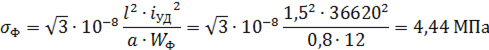 σ_Ф = √3 · 10⁻⁸ (l² · i_уд²)/(a · W_Ф) = √3 · 10⁻⁸ (1,5² · 36620²)/(0,8 · 12) = 4,44 МПа